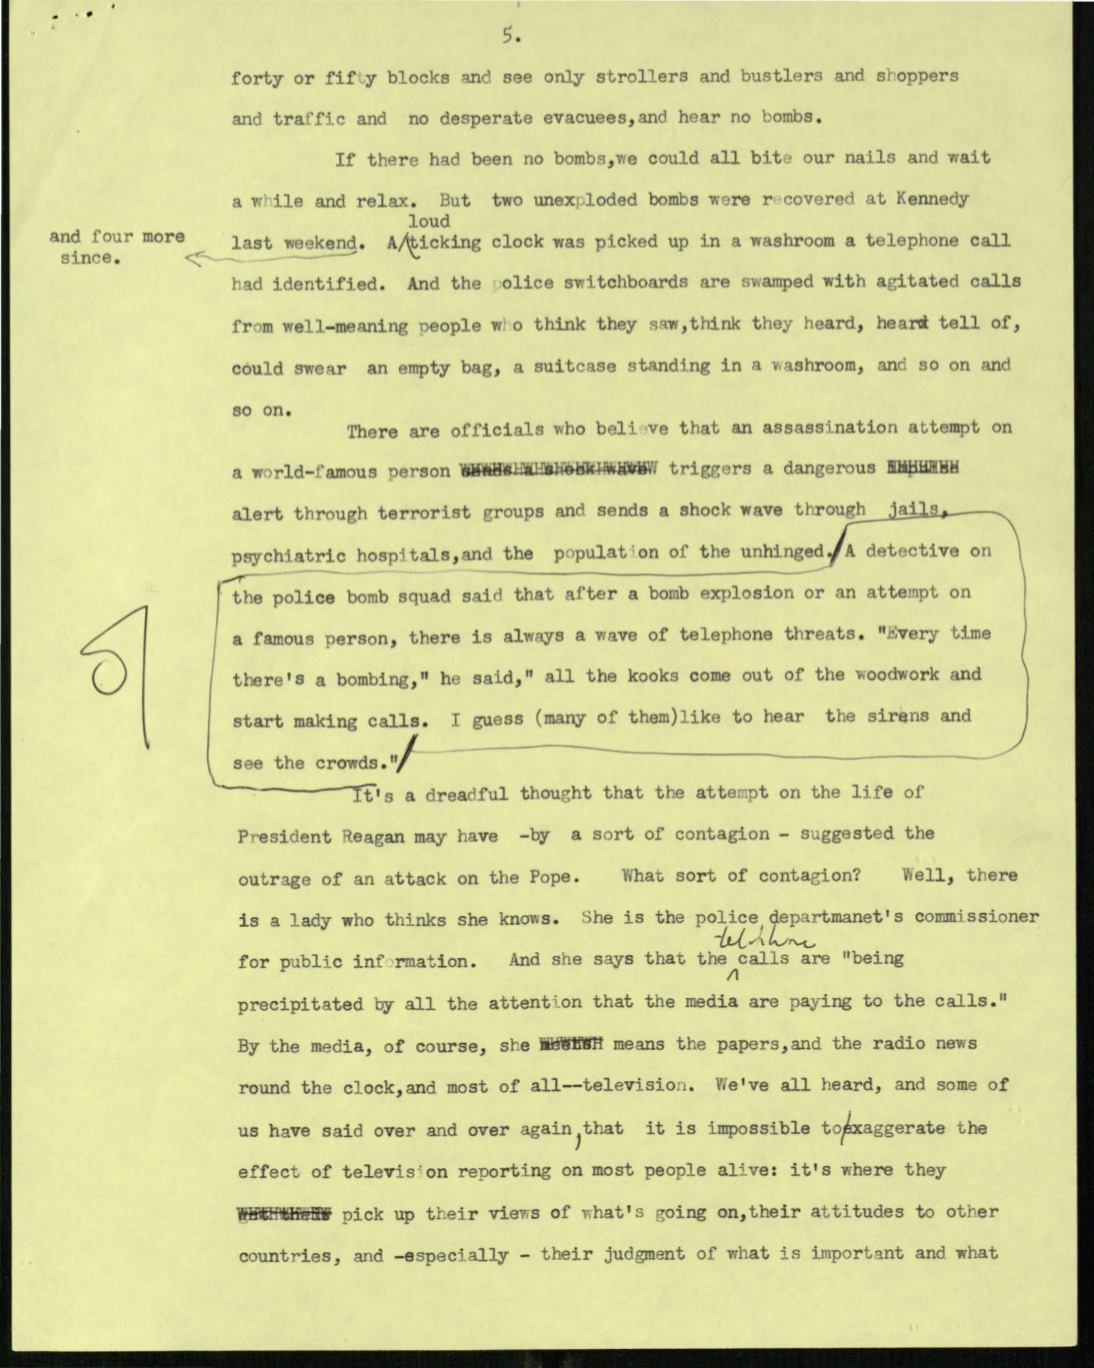 5.
forty or fifty blocks and see only strollers and bustlers and shoppers
and traffic and no desperate evacuees,and hear no bombs.
If there had been no bombs,we could all bite our nails and wait
a while and relax. But two unexploded bombs were recovered at Kennedy
loud
and four more
since.
last weekend. A/ticking clock was picked up in a washroom a telephone call
had identified. And the police switchboards are swamped with agitated calls
from well-meaning people who think they saw,think they heard, heard tell of,
could swear an empty bag, a suitcase standing in a washroom, and so on and
so on.
There are officials who believe that an assassination attempt on
a world-famous person sends a shock wave triggers a dangerous
alert through terrorist groups and sends a shock wave through jails,
psychiatric hospitals,and the population of the unhinged./A detective on
the police bomb squad said that after a bomb explosion or an attempt on
a famous person, there is always a wave of telephone threats. "Every time
there's a bombing," he said," all the kooks come out of the woodwork and
start making calls. I guess (many of them)like to hear the sirens and
see the crowds."/
It's a dreadful thought that the attempt on the life of
President Reagan may have -by a sort of contagion - suggested the
outrage of an attack on the Pope. What sort of contagion? Well, there
is a lady who thinks she knows. She is the police departmanet's commissioner
telephone
for public information. And she says that the calls are "being
precipitated by all the attention that the media are paying to the calls."
By the media, of course, she means the papers,and the radio news
round the clock,and most of all--television. We've all heard, and some of
us have said over and over again,that it is impossible to/exaggerate the
effect of television reporting on most people alive: it's where they
pick up their views of what's going on,their attitudes to other
countries, and -especially - their judgment of what is important and what